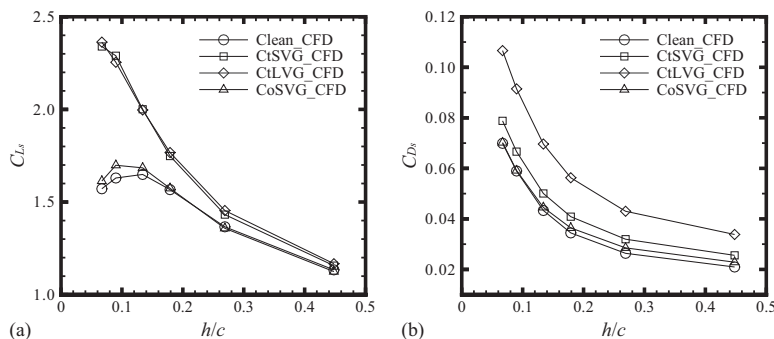 2.5
2.0
1.5
1.0
C_Ls
Clean_CFD
CtSVG_CFD
CtLVG_CFD
CoSVG_CFD
0 0.1 0.2 0.3 0.4 0.5
(a) h/c
0.12
0.10
0.08
0.06
0.04
0.02
C_Ds
Clean_CFD
CtSVG_CFD
CtLVG_CFD
CoSVG_CFD
0 0.1 0.2 0.3 0.4 0.5
(b) h/c